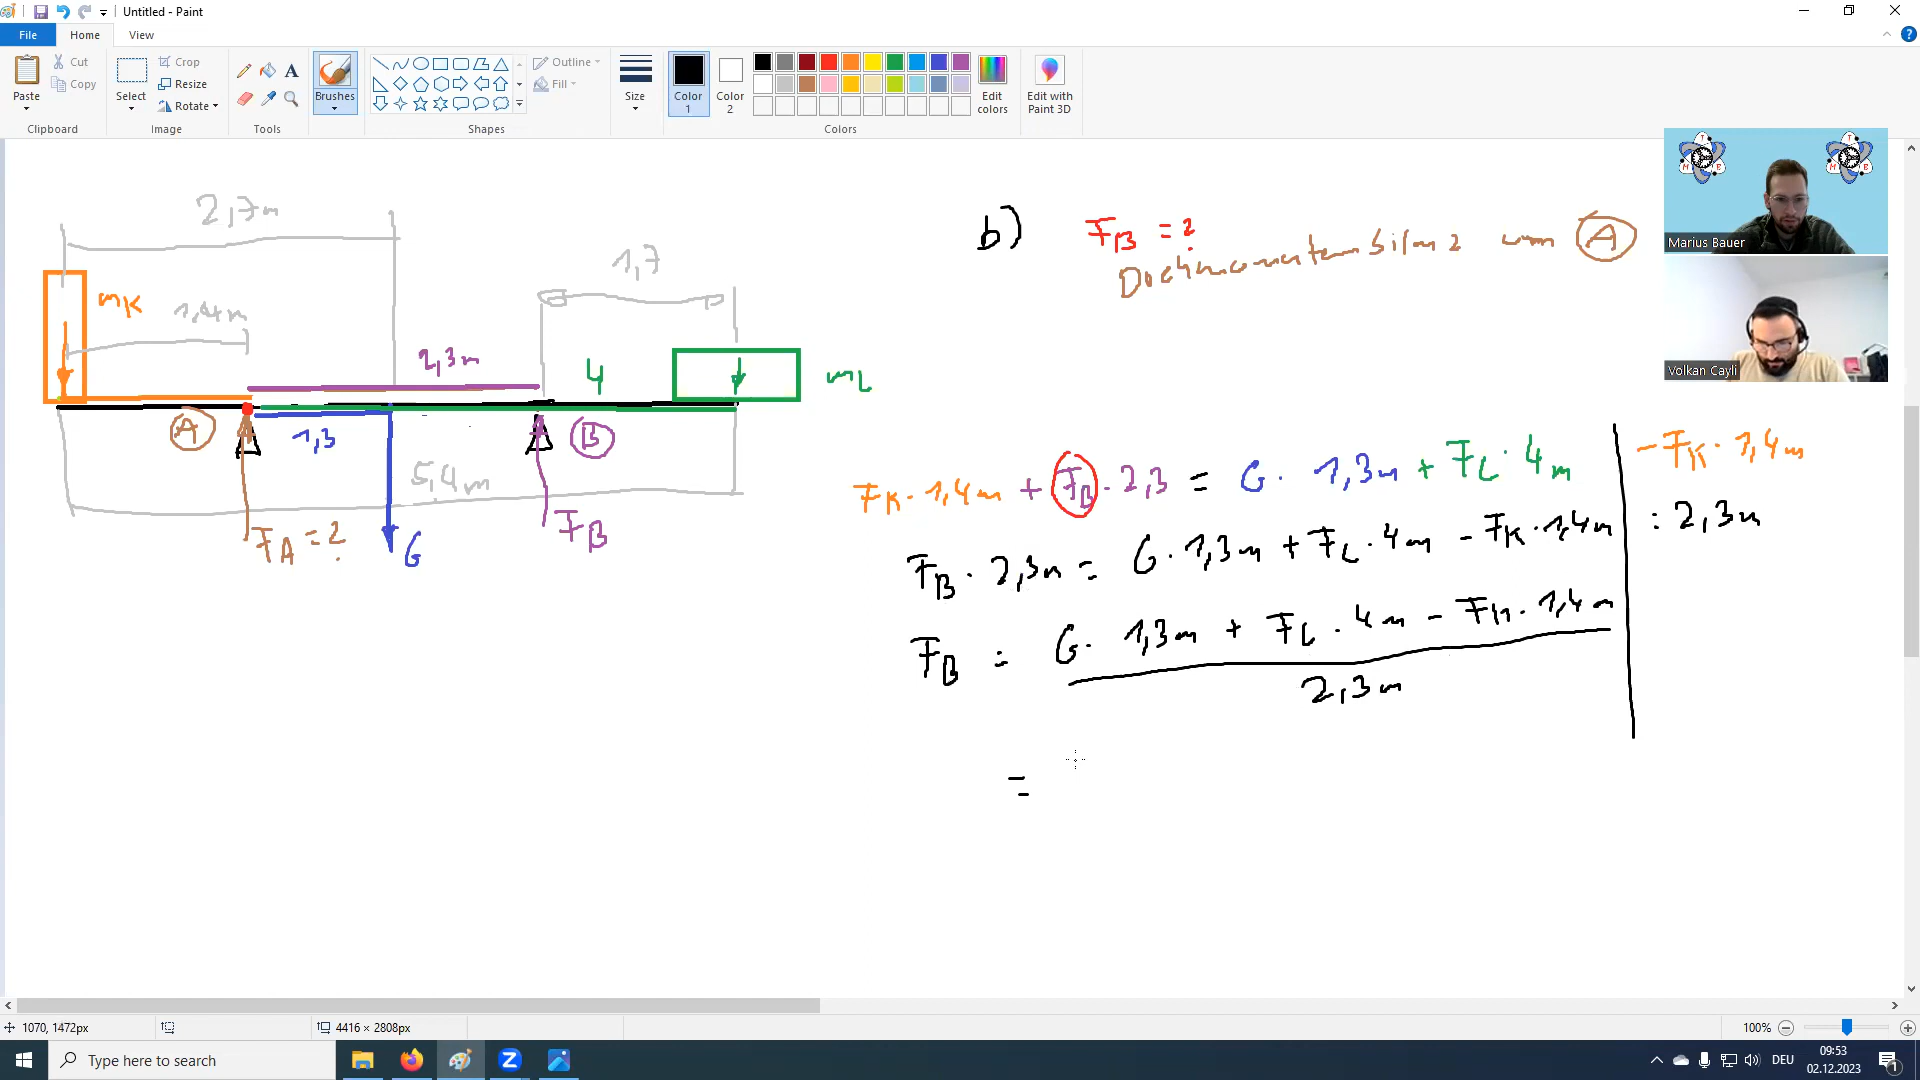 Untitled - Paint
File Home View
Paste Cut Copy Clipboard
Select Crop Resize Rotate Image
Tools
Brushes
Shapes
Outline Fill
Size
Color 1 Color 2 Edit colors Colors
Edit with Paint 3D
2,7m
1,7
mK
1,4m
2,3m
4
mL
A
1,3
B
5,4m
FA = ?
G
FB
b) FB = ?
Drehmomentenbilanz um A
FK · 1,4m + FB · 2,3 = G · 1,3m + FL · 4m | - FK · 1,4m
FB · 2,3m = G · 1,3m + FL · 4m - FK · 1,4m | : 2,3m
FB = G · 1,3m + FL · 4m - FK · 1,4m
2,3m
=
Marius Bauer
Volkan Cayli
1070, 1472px
4416 × 2808px
100%
Type here to search
DEU
09:53
02.12.2023